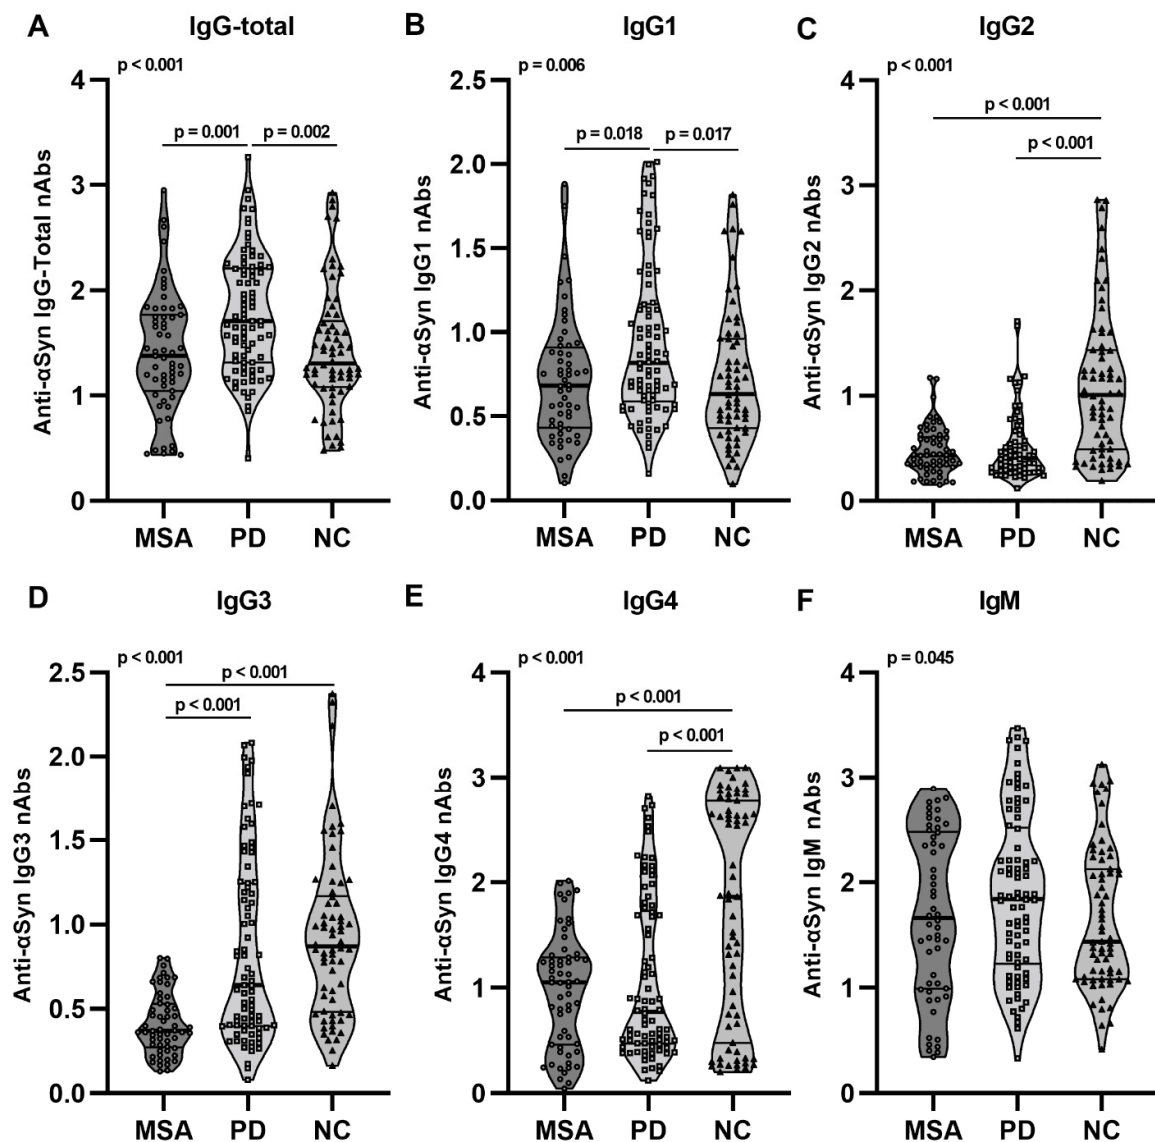 A
IgG-total
p < 0.001
p = 0.001
p = 0.002
Anti-αSyn IgG-Total nAbs
4
3
2
1
0
MSA
PD
NC
B
IgG1
p = 0.006
p = 0.018
p = 0.017
Anti-αSyn IgG1 nAbs
2.5
2.0
1.5
1.0
0.5
0.0
MSA
PD
NC
C
IgG2
p <0.001
p < 0.001
p < 0.001
Anti-αSyn IgG2 nAbs
4
3
2
1
0
MSA
PD
NC
D
IgG3
p < 0.001
p < 0.001
p < 0.001
Anti-αSyn IgG3 nAbs
2.5
2.0
1.5
1.0
0.5
0.0
MSA
PD
NC
E
IgG4
p < 0.001
p < 0.001
p < 0.001
Anti-αSyn IgG4 nAbs
4
3
2
1
0
MSA
PD
NC
F
IgM
p = 0.045
Anti-αSyn IgM nAbs
4
3
2
1
0
MSA
PD
NC